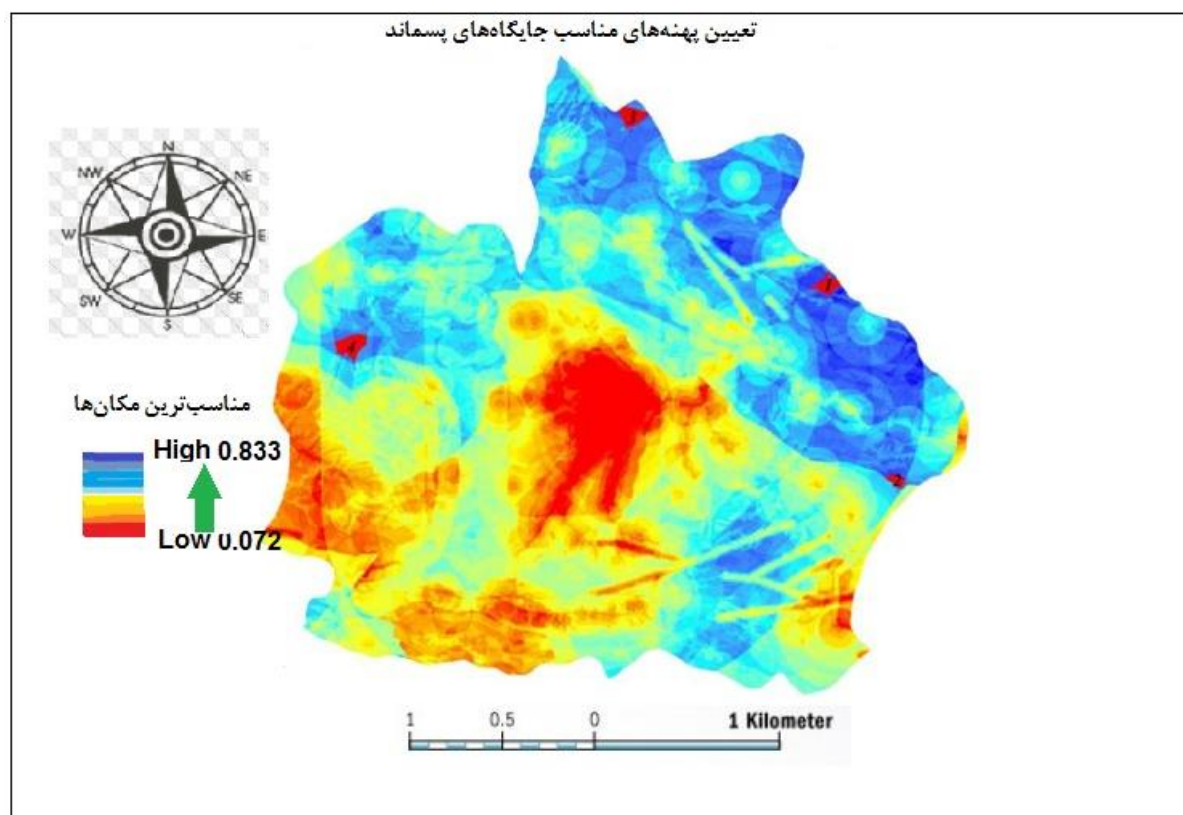 تعیین پهنه‌های مناسب جایگاه‌های پسماند
N
NW
NE
W
E
SW
SE
S
مناسب‌ترین مکان‌ها
High 0.833
Low 0.072
1 0.5 0 1 Kilometer